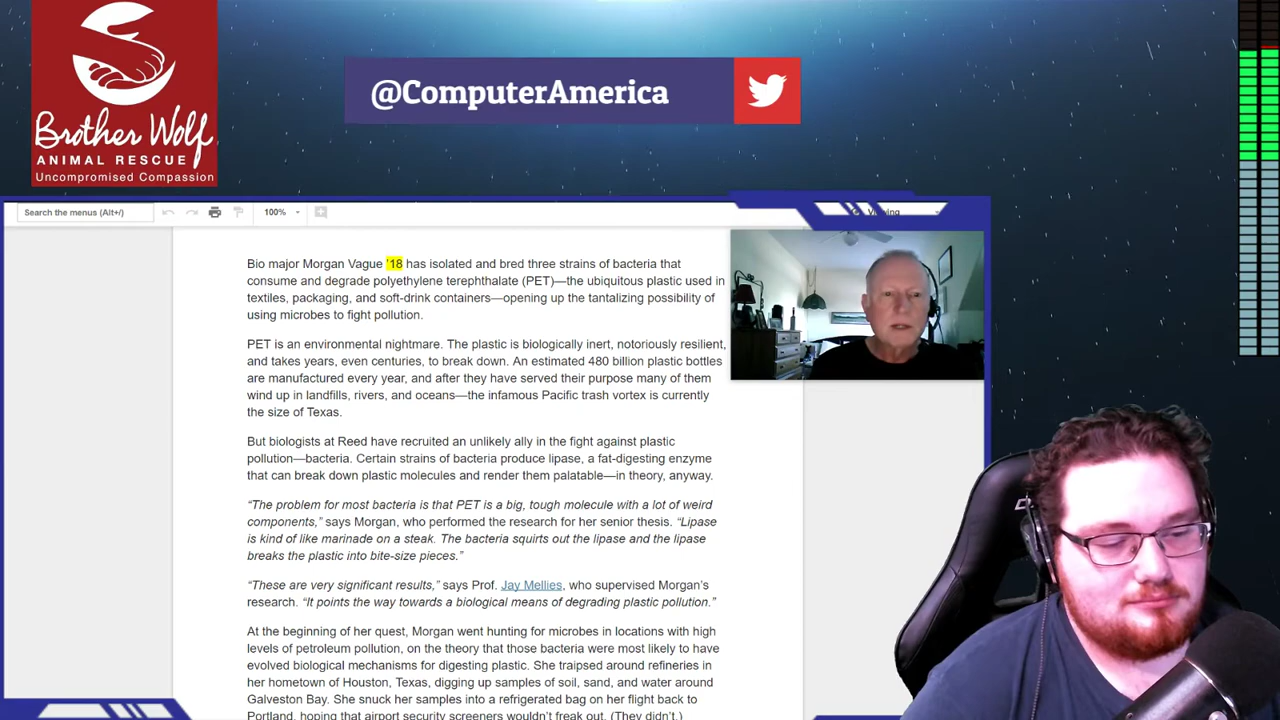 Brother Wolf
ANIMAL RESCUE
Uncompromised Compassion
@ComputerAmerica
Search the menus (Alt+/)
100%
Bio major Morgan Vague '18 has isolated and bred three strains of bacteria that
consume and degrade polyethylene terephthalate (PET)—the ubiquitous plastic used in
textiles, packaging, and soft-drink containers—opening up the tantalizing possibility of
using microbes to fight pollution.
PET is an environmental nightmare. The plastic is biologically inert, notoriously resilient,
and takes years, even centuries, to break down. An estimated 480 billion plastic bottles
are manufactured every year, and after they have served their purpose many of them
wind up in landfills, rivers, and oceans—the infamous Pacific trash vortex is currently
the size of Texas.
But biologists at Reed have recruited an unlikely ally in the fight against plastic
pollution—bacteria. Certain strains of bacteria produce lipase, a fat-digesting enzyme
that can break down plastic molecules and render them palatable—in theory, anyway.
“The problem for most bacteria is that PET is a big, tough molecule with a lot of weird
components,” says Morgan, who performed the research for her senior thesis. “Lipase
is kind of like marinade on a steak. The bacteria squirts out the lipase and the lipase
breaks the plastic into bite-size pieces.”
“These are very significant results,” says Prof. Jay Mellies, who supervised Morgan’s
research. “It points the way towards a biological means of degrading plastic pollution.”
At the beginning of her quest, Morgan went hunting for microbes in locations with high
levels of petroleum pollution, on the theory that those bacteria were most likely to have
evolved biological mechanisms for digesting plastic. She traipsed around refineries in
her hometown of Houston, Texas, digging up samples of soil, sand, and water around
Galveston Bay. She snuck her samples into a refrigerated bag on her flight back to
Portland, hoping that airport security screeners wouldn’t freak out. (They didn’t.)